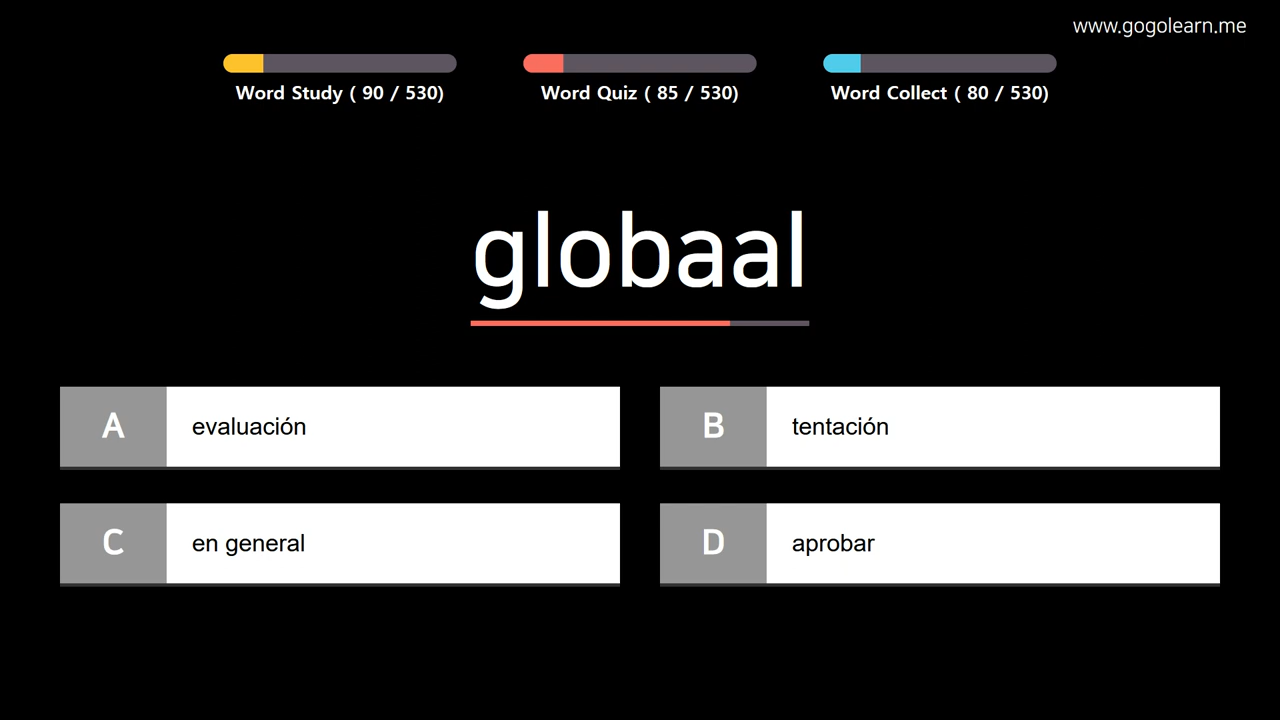 www.gogolearn.me
Word Study ( 90 / 530)
Word Quiz ( 85 / 530)
Word Collect ( 80 / 530)
globaal
A evaluación
B tentación
C en general
D aprobar